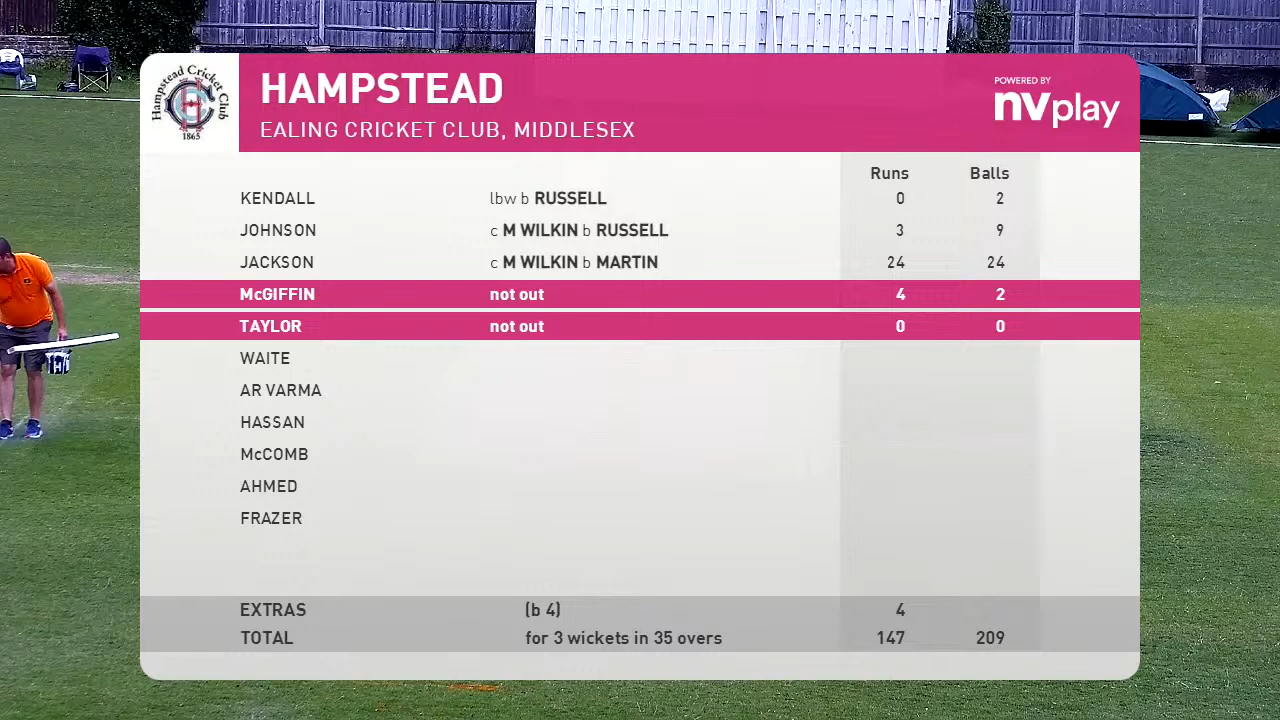 Hampstead Cricket Club
1865
HAMPSTEAD
EALING CRICKET CLUB, MIDDLESEX
POWERED BY
nvplay
Runs Balls
KENDALL lbw b RUSSELL 0 2
JOHNSON c M WILKIN b RUSSELL 3 9
JACKSON c M WILKIN b MARTIN 24 24
McGIFFIN not out 4 2
TAYLOR not out 0 0
WAITE
AR VARMA
HASSAN
McCOMB
AHMED
FRAZER
EXTRAS (b 4) 4
TOTAL for 3 wickets in 35 overs 147 209